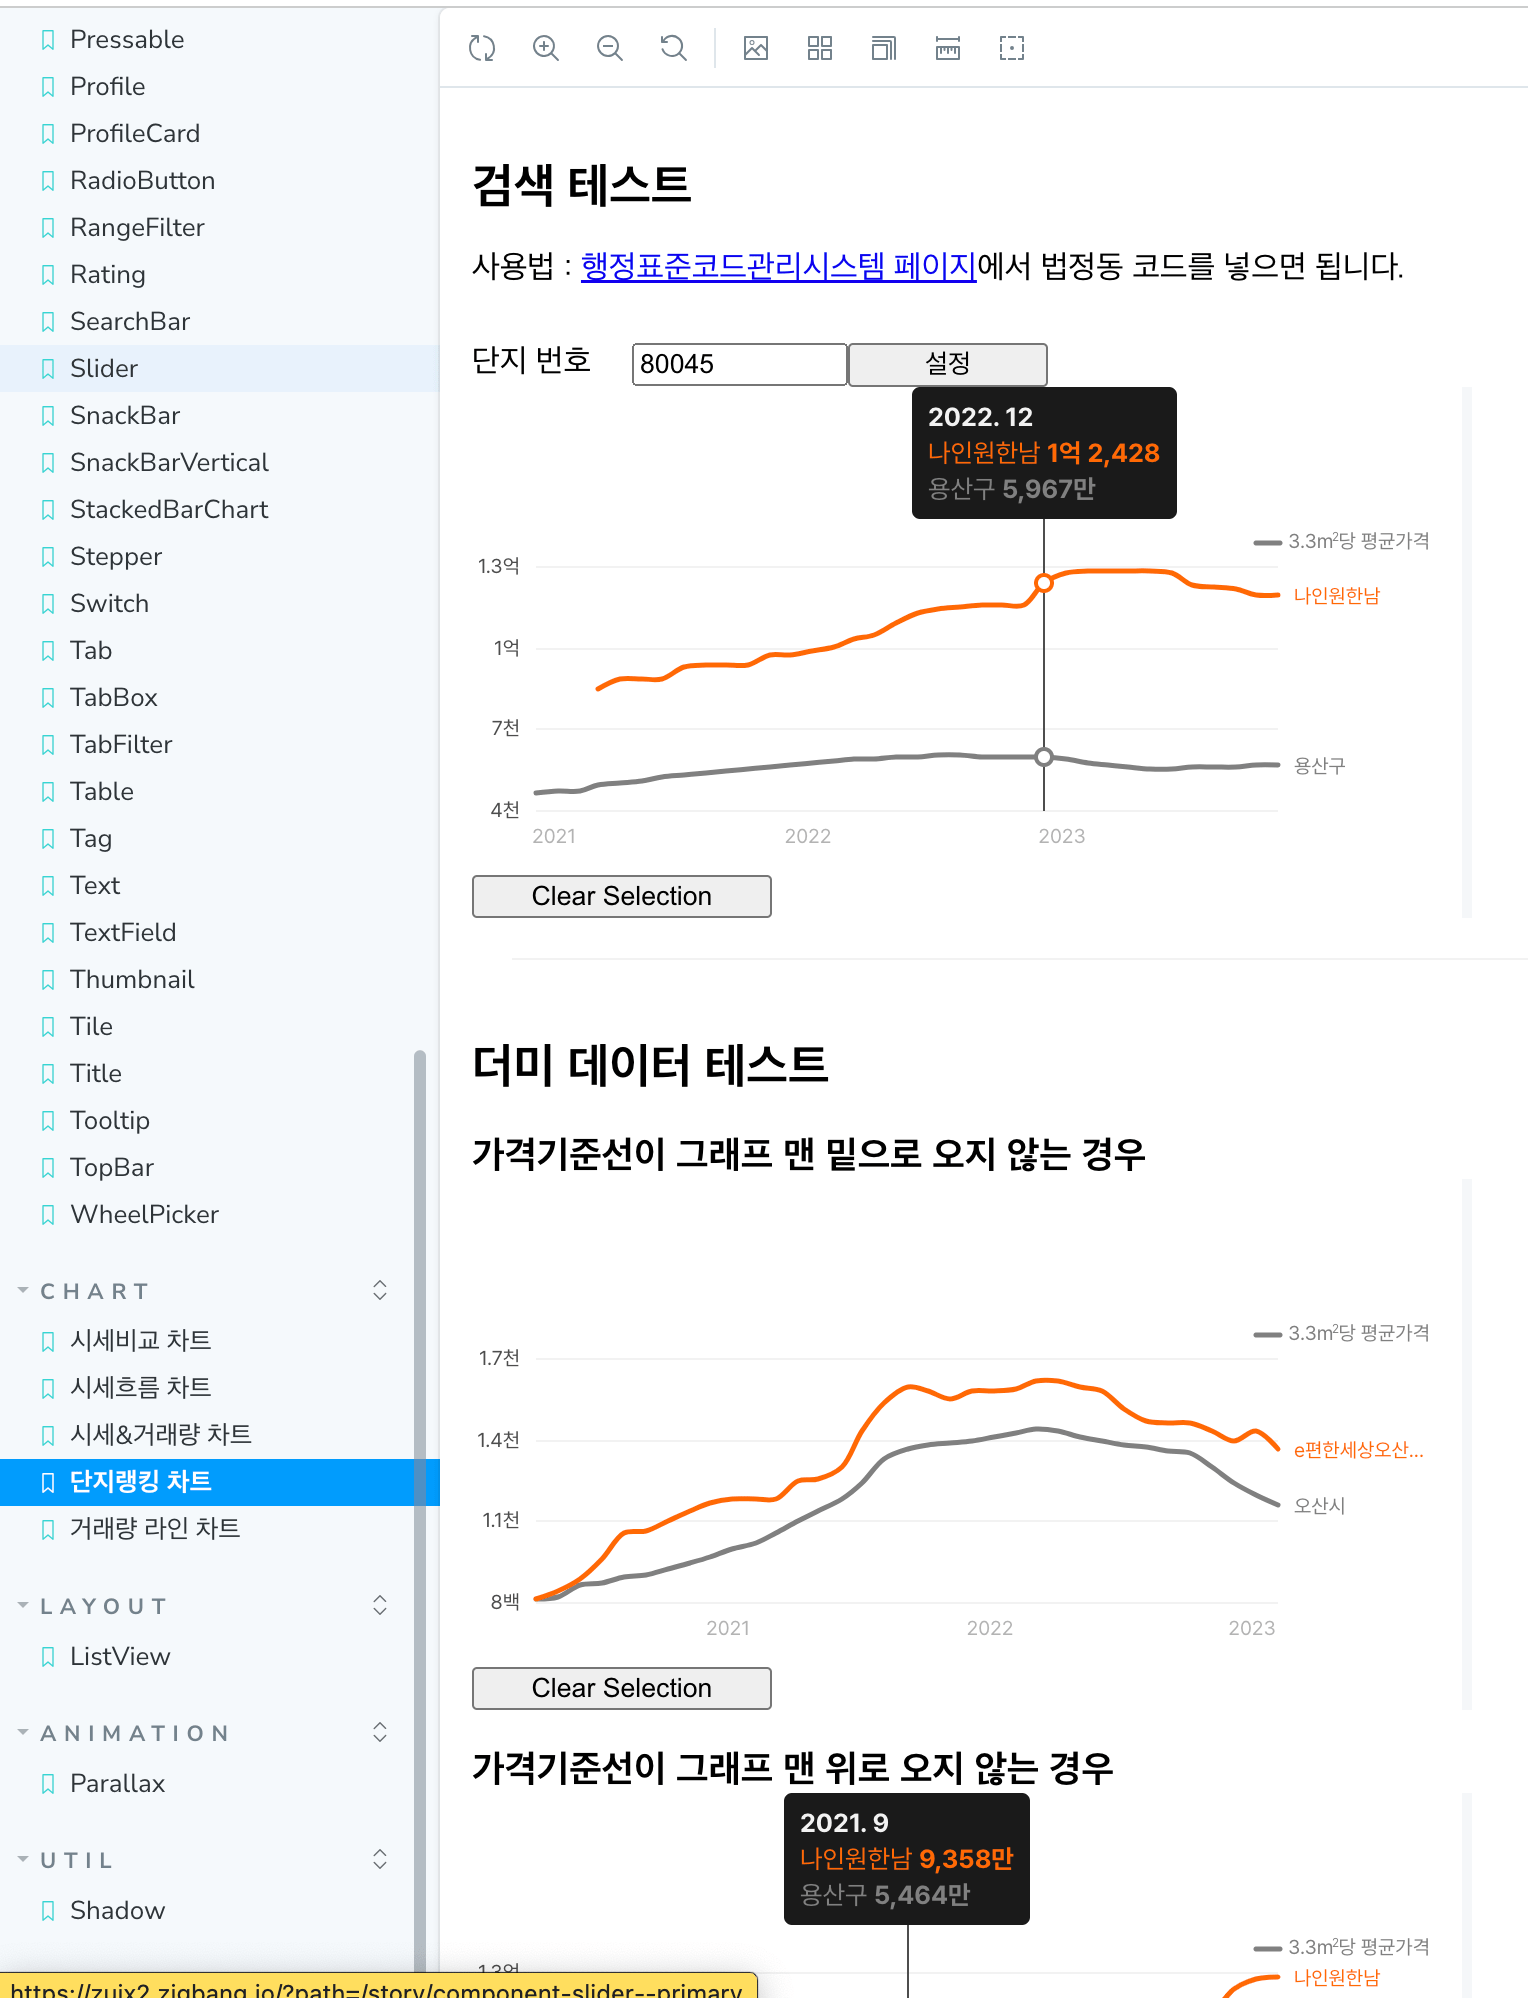 Pressable
Profile
ProfileCard
RadioButton
RangeFilter
Rating
SearchBar
Slider
SnackBar
SnackBarVertical
StackedBarChart
Stepper
Switch
Tab
TabBox
TabFilter
Table
Tag
Text
TextField
Thumbnail
Tile
Title
Tooltip
TopBar
WheelPicker
CHART
시세비교 차트
시세흐름 차트
시세&거래량 차트
단지랭킹 차트
거래량 라인 차트
LAYOUT
ListView
ANIMATION
Parallax
UTIL
Shadow
https://zuix2.zigbang.io/?path=/story/component-slider--primary
검색 테스트
사용법 : 행정표준코드관리시스템 페이지에서 법정동 코드를 넣으면 됩니다.
단지 번호 80045 설정
2022. 12
나인원한남 1억 2,428
용산구 5,967만
3.3m²당 평균가격
1.3억
나인원한남
1억
7천
용산구
4천
2021 2022 2023
Clear Selection
더미 데이터 테스트
가격기준선이 그래프 맨 밑으로 오지 않는 경우
3.3m²당 평균가격
1.7천
1.4천
e편한세상오산...
오산시
1.1천
8백
2021 2022 2023
Clear Selection
가격기준선이 그래프 맨 위로 오지 않는 경우
2021. 9
나인원한남 9,358만
용산구 5,464만
3.3m²당 평균가격
1.3억
나인원한남